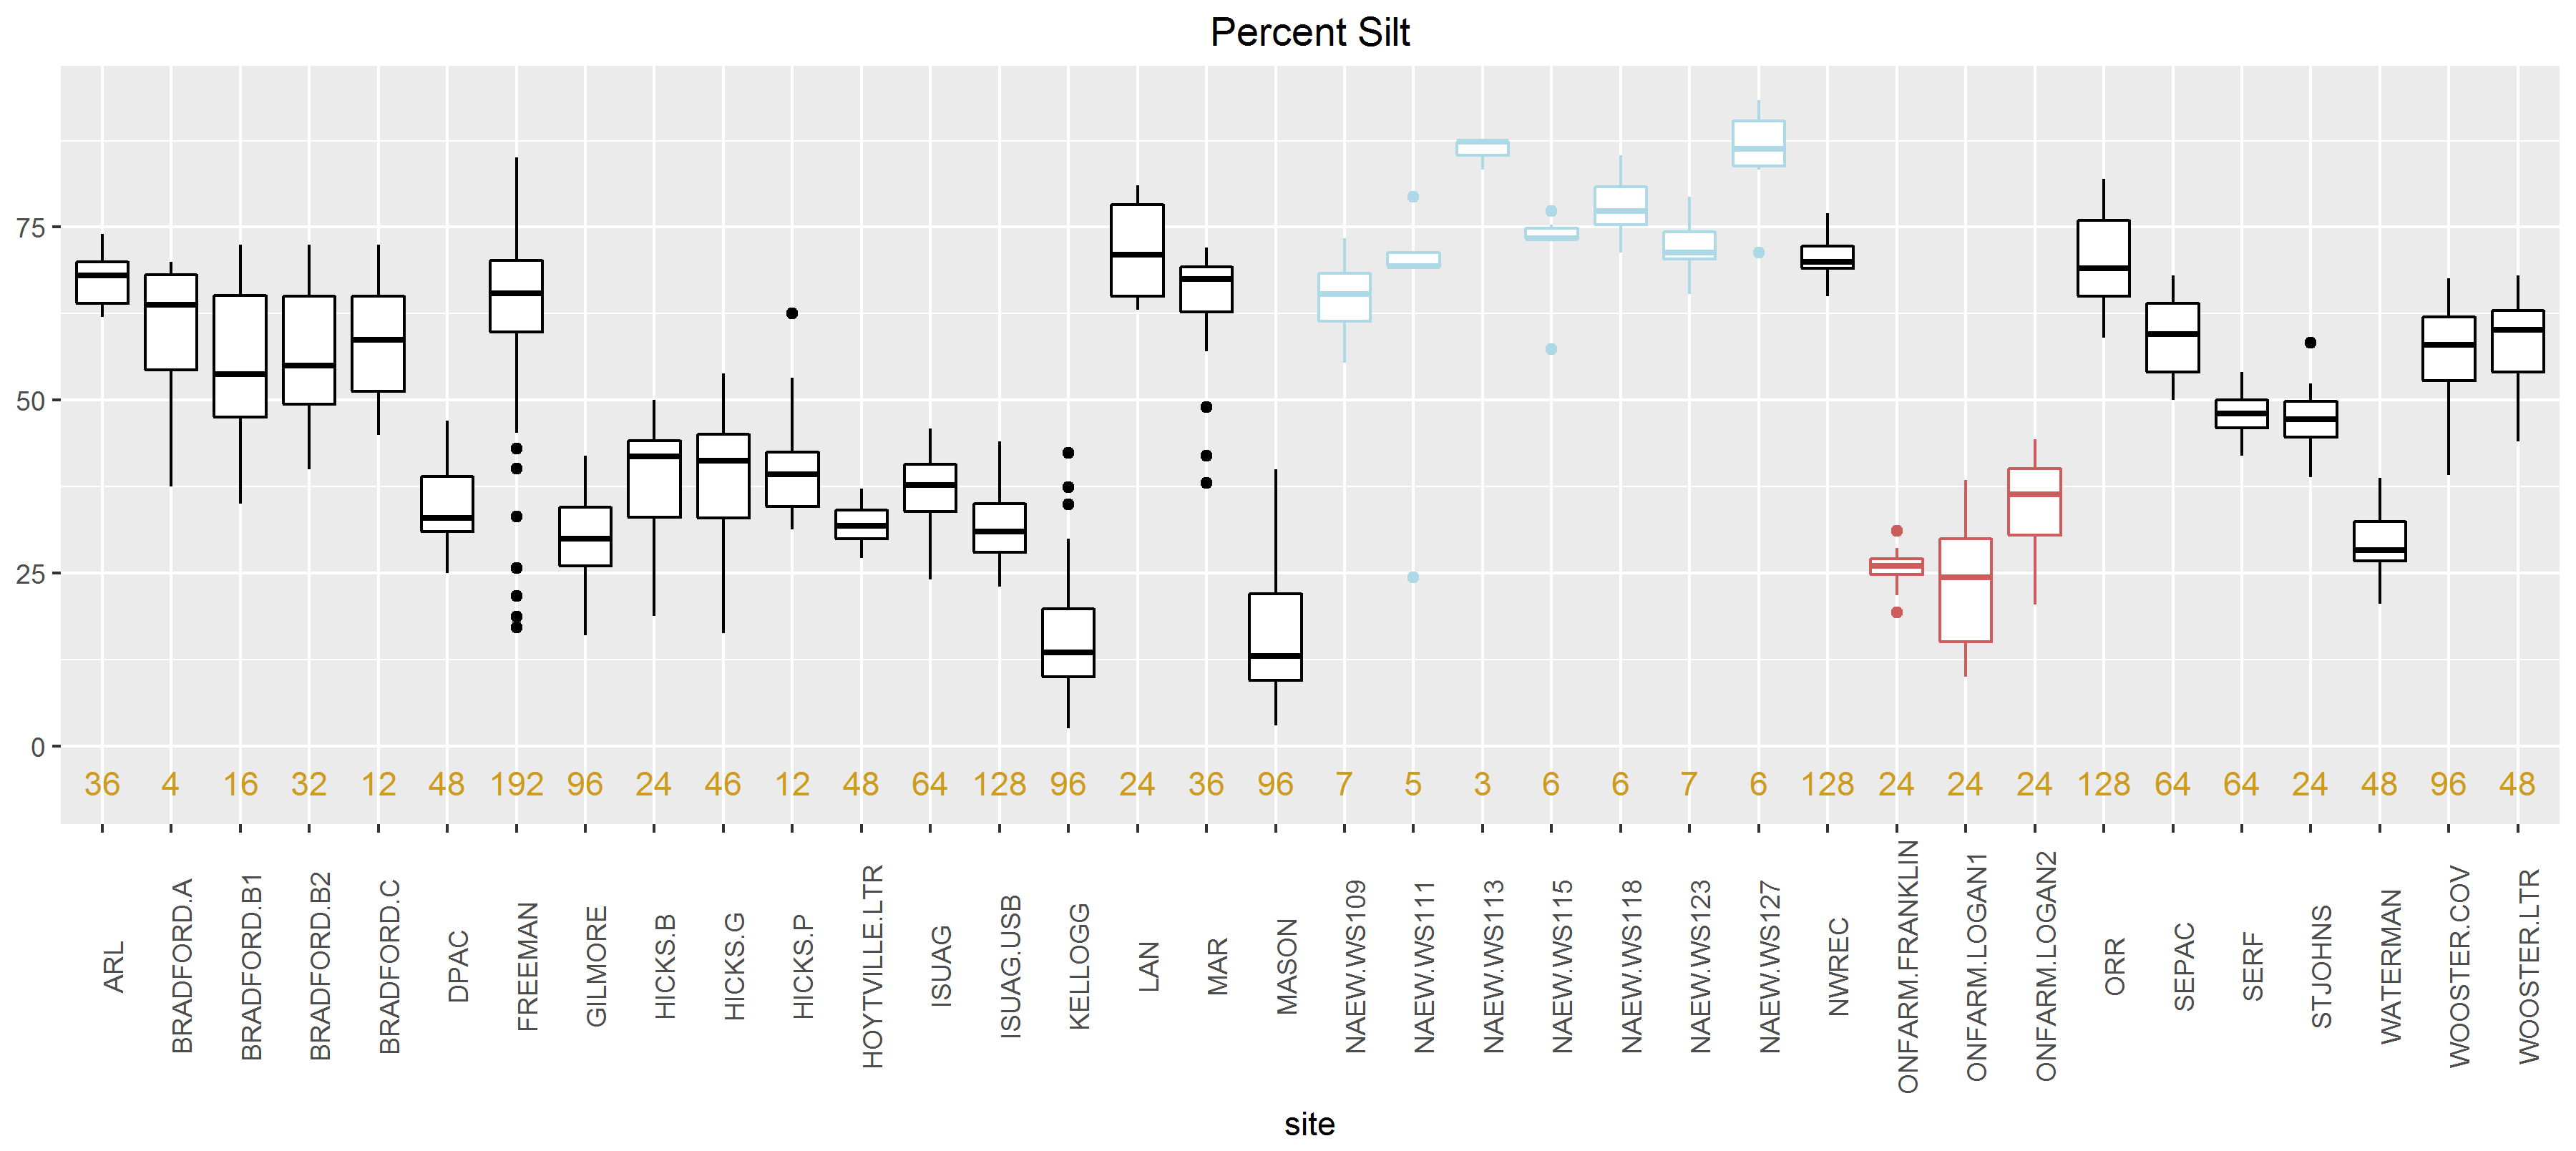 Percent Silt
75
50
25
0
36 4 16 32 12 48 192 96 24 46 12 48 64 128 96 24 36 96 7 5 3 6 6 7 6 128 24 24 24 128 64 64 24 48 96 48
ARL
BRADFORD.A
BRADFORD.B1
BRADFORD.B2
BRADFORD.C
DPAC
FREEMAN
GILMORE
HICKS.B
HICKS.G
HICKS.P
HOYTVILLE.LTR
ISUAG
ISUAG.USB
KELLOGG
LAN
MAR
MASON
NAEW.WS109
NAEW.WS111
NAEW.WS113
NAEW.WS115
NAEW.WS118
NAEW.WS123
NAEW.WS127
NWREC
ONFARM.FRANKLIN
ONFARM.LOGAN1
ONFARM.LOGAN2
ORR
SEPAC
SERF
STJOHNS
WATERMAN
WOOSTER.COV
WOOSTER.LTR
site